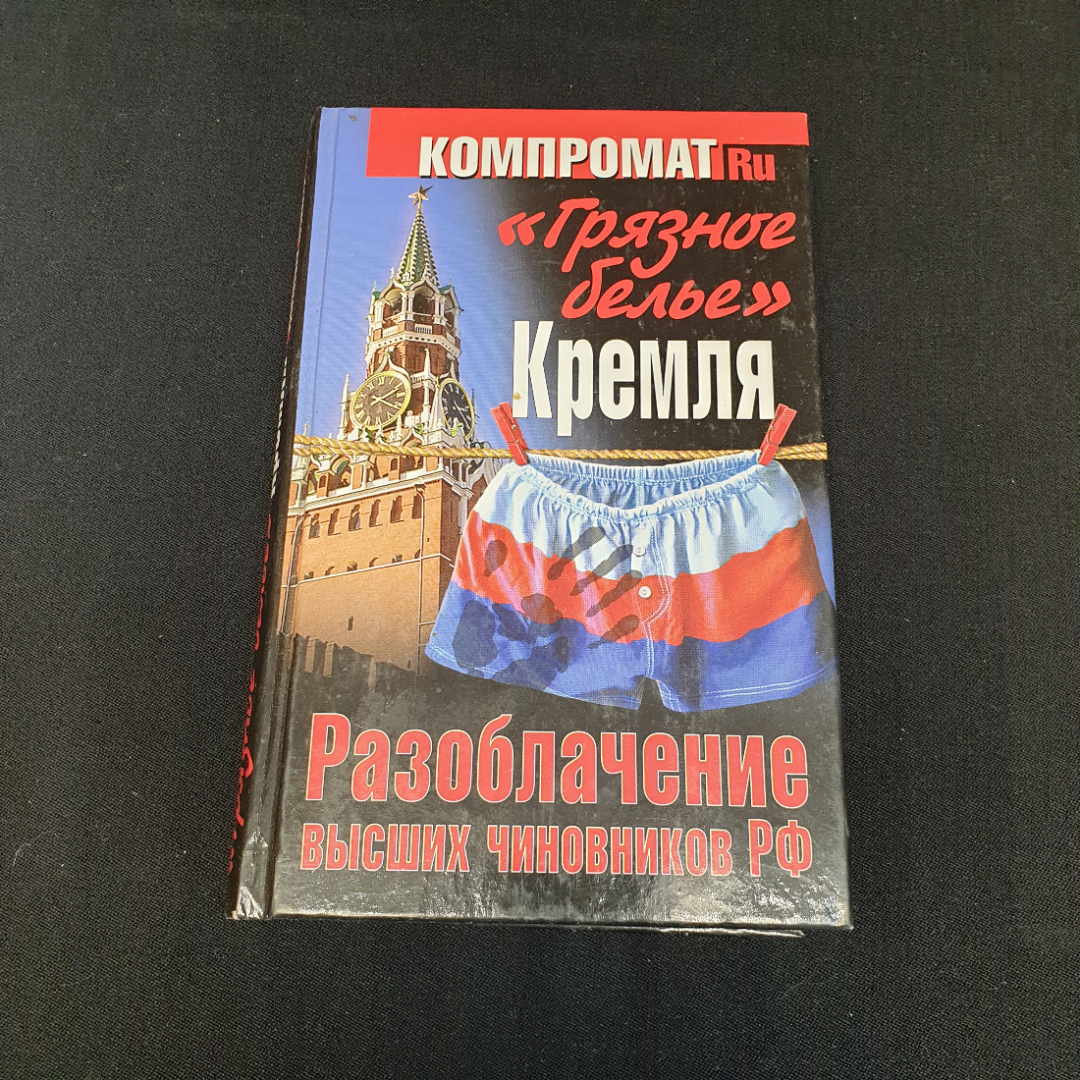 КОМПРОМАТ Ru
«Грязное
белье»
Кремля
Разоблачение
высших чиновников РФ